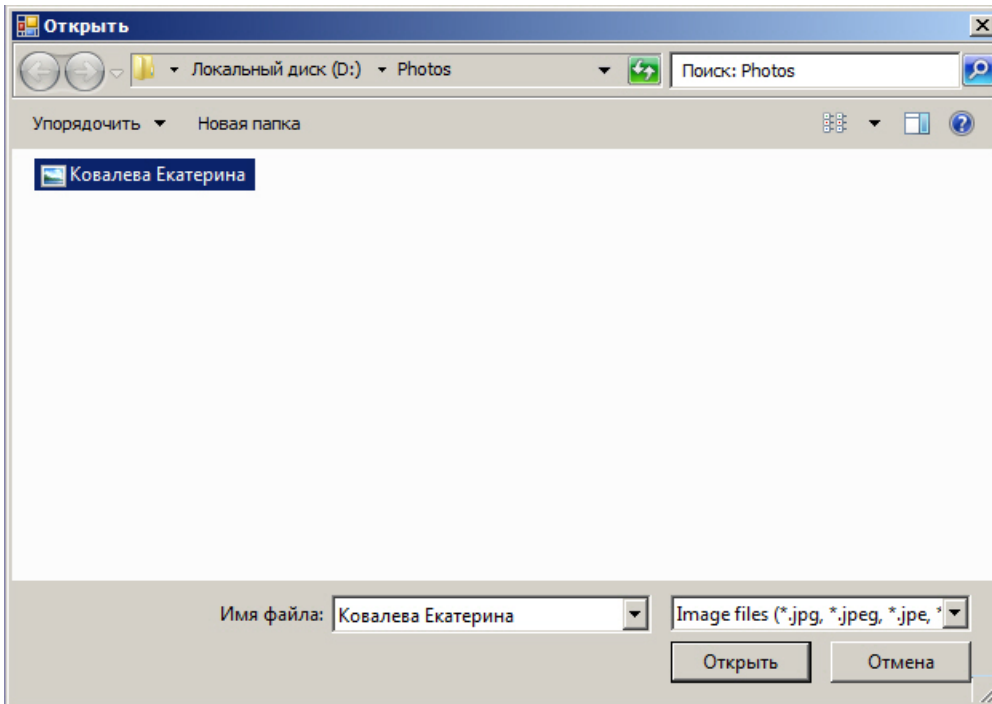 Открыть
Локальный диск (D:) Photos Поиск: Photos
Упорядочить Новая папка
Ковалева Екатерина
Имя файла: Ковалева Екатерина Image files (*.jpg, *.jpeg, *.jpe, *
Открыть Отмена